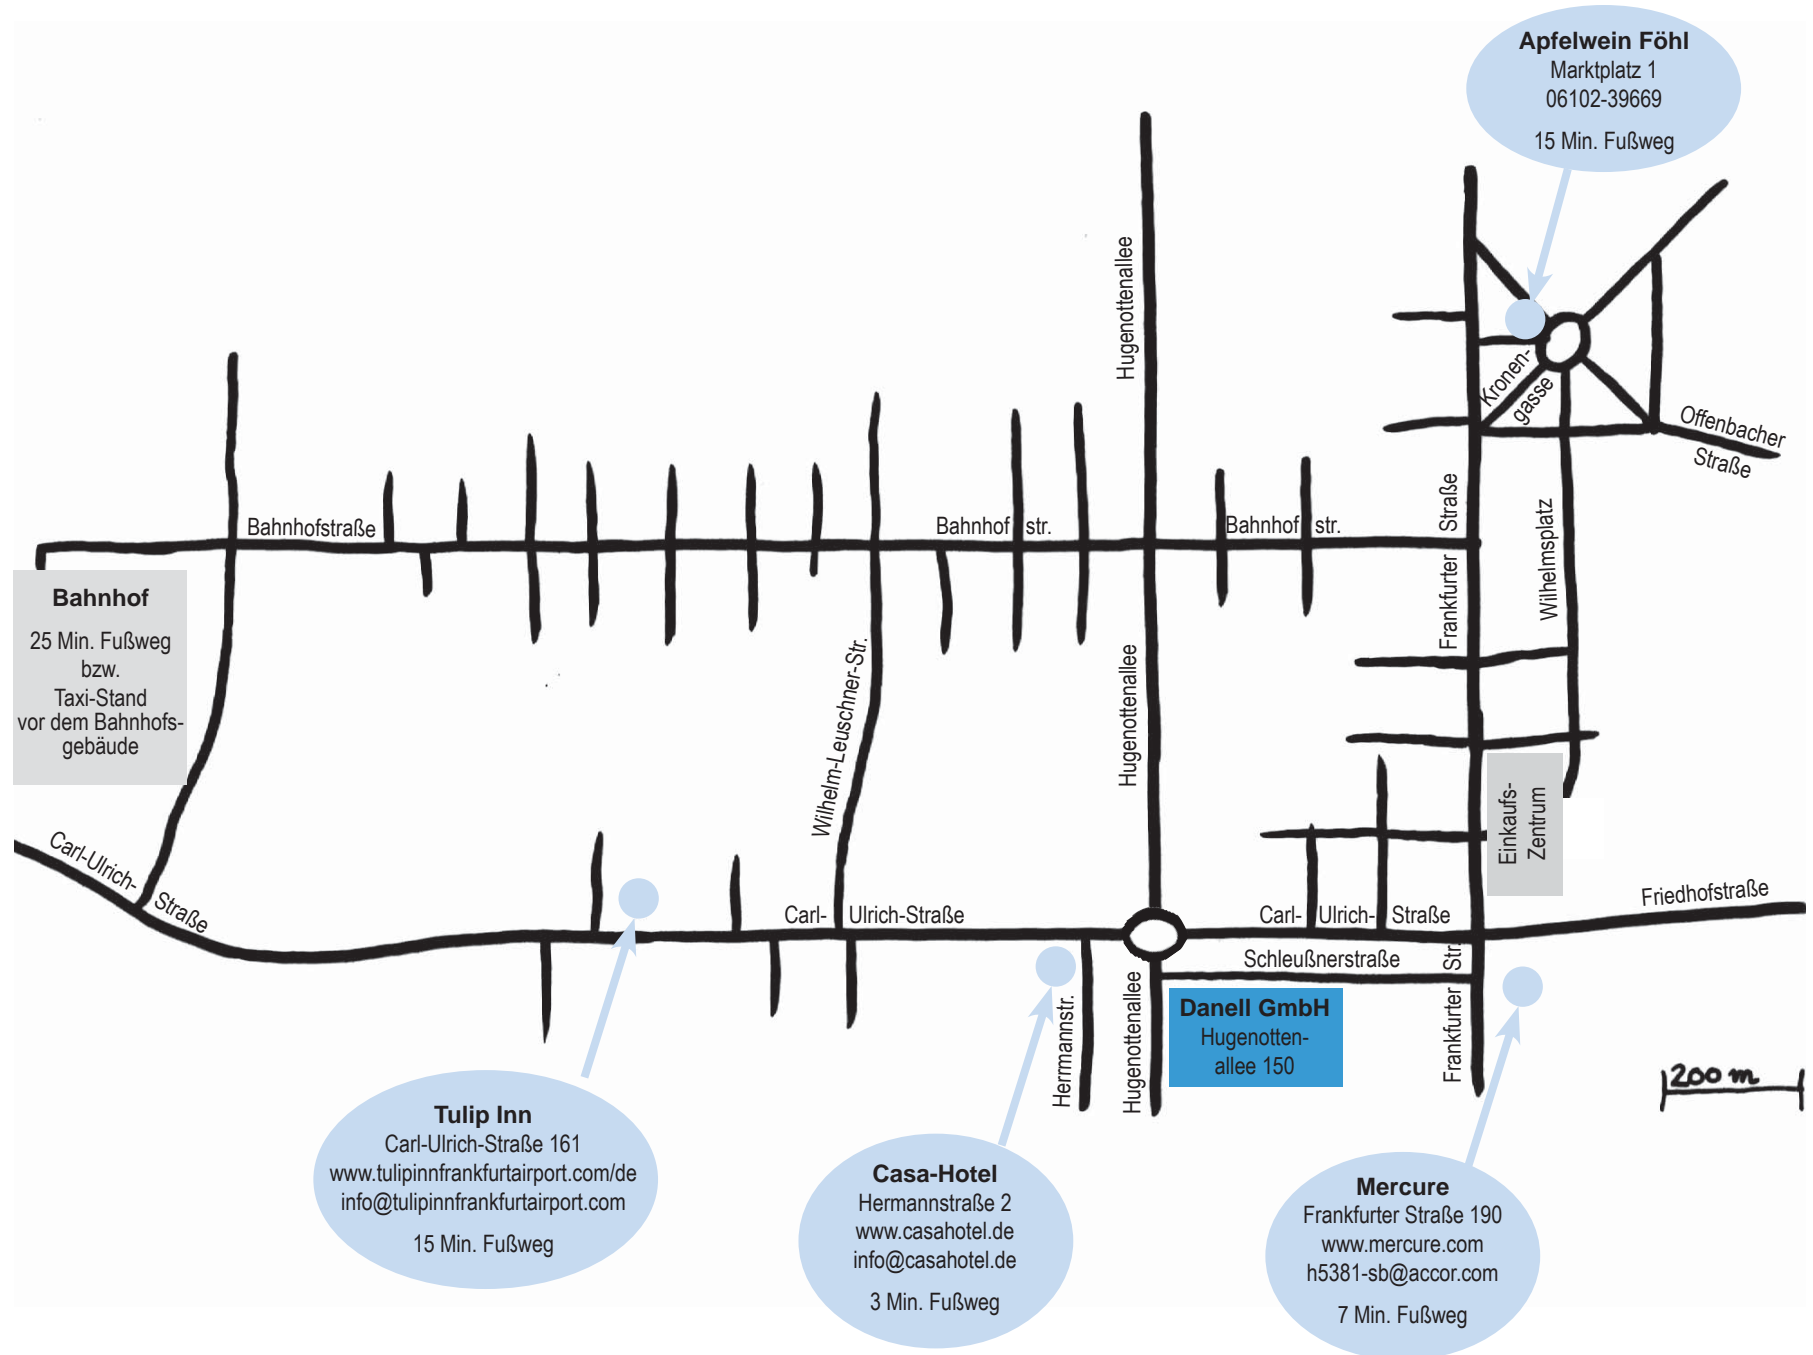 Apfelwein Föhl
Marktplatz 1
06102-39669
15 Min. Fußweg
Hugenottenallee
Kronen-
gasse
Offenbacher
Straße
Bahnhofstraße
Bahnhof str.
Bahnhof str.
Frankfurter Straße
Wilhelmsplatz
Bahnhof
25 Min. Fußweg
bzw.
Taxi-Stand
vor dem Bahnhofs-
gebäude
Wilhelm-Leuschner-Str.
Hugenottenallee
Einkaufs-
Zentrum
Carl-Ulrich-
Straße
Carl- Ulrich-Straße
Carl- Ulrich- Straße
Friedhofstraße
Schleußnerstraße
Herrmannstr.
Hugenottenallee
Frankfurter Str.
Danell GmbH
Hugenotten-
allee 150
200 m
Tulip Inn
Carl-Ulrich-Straße 161
www.tulipinnfrankfurtairport.com/de
info@tulipinnfrankfurtairport.com
15 Min. Fußweg
Casa-Hotel
Hermannstraße 2
www.casahotel.de
info@casahotel.de
3 Min. Fußweg
Mercure
Frankfurter Straße 190
www.mercure.com
h5381-sb@accor.com
7 Min. Fußweg